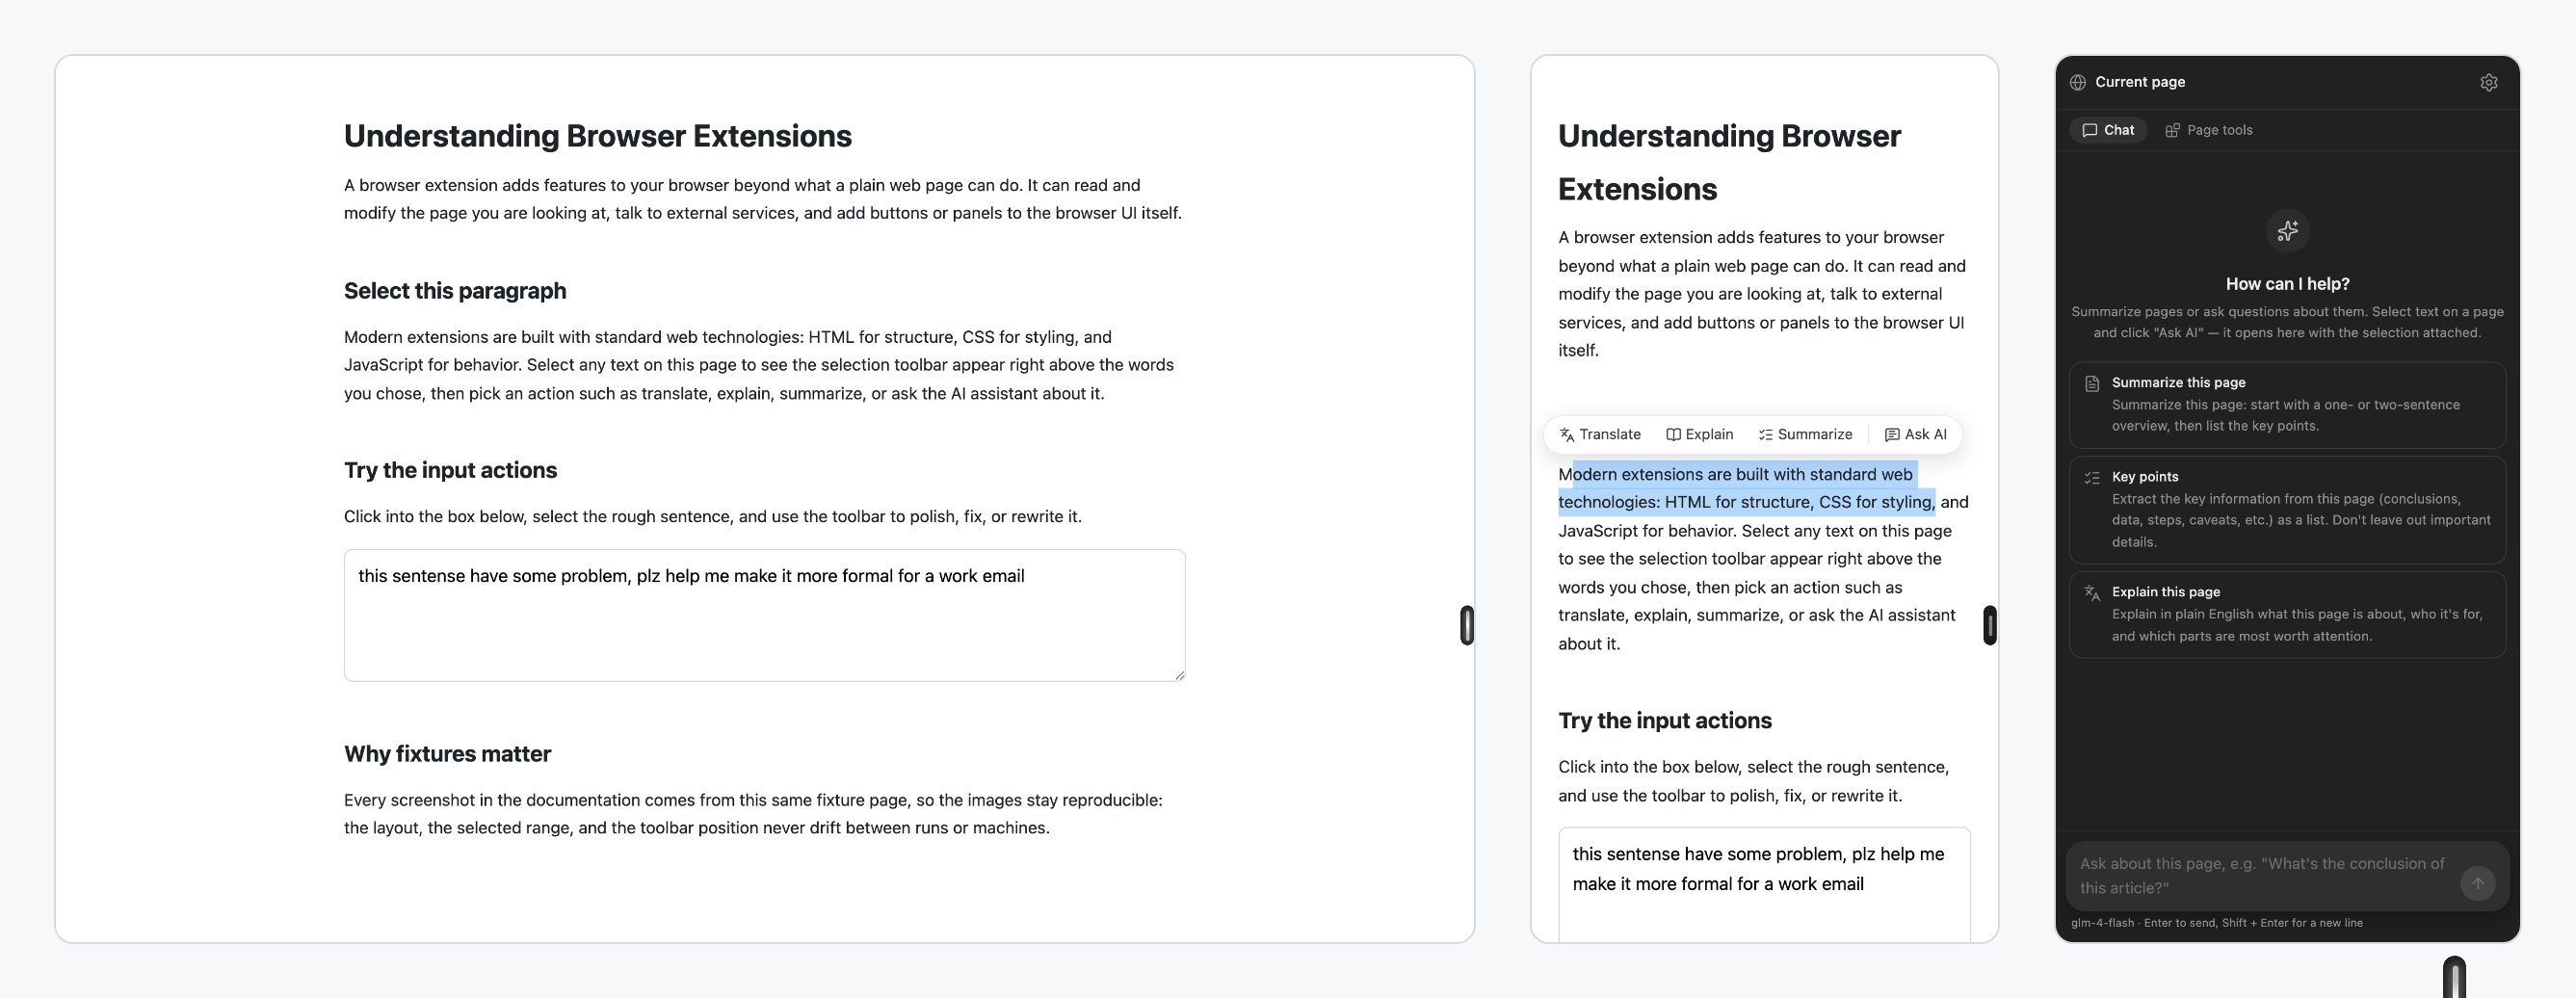 Understanding Browser Extensions
A browser extension adds features to your browser beyond what a plain web page can do. It can read and
modify the page you are looking at, talk to external services, and add buttons or panels to the browser UI itself.
Select this paragraph
Modern extensions are built with standard web technologies: HTML for structure, CSS for styling, and
JavaScript for behavior. Select any text on this page to see the selection toolbar appear right above the words
you chose, then pick an action such as translate, explain, summarize, or ask the AI assistant about it.
Try the input actions
Click into the box below, select the rough sentence, and use the toolbar to polish, fix, or rewrite it.
this sentense have some problem, plz help me make it more formal for a work email
Why fixtures matter
Every screenshot in the documentation comes from this same fixture page, so the images stay reproducible:
the layout, the selected range, and the toolbar position never drift between runs or machines.
Understanding Browser
Extensions
A browser extension adds features to your browser
beyond what a plain web page can do. It can read and
modify the page you are looking at, talk to external
services, and add buttons or panels to the browser UI
itself.
Translate Explain Summarize Ask AI
Modern extensions are built with standard web
technologies: HTML for structure, CSS for styling, and
JavaScript for behavior. Select any text on this page
to see the selection toolbar appear right above the
words you chose, then pick an action such as
translate, explain, summarize, or ask the AI assistant
about it.
Try the input actions
Click into the box below, select the rough sentence,
and use the toolbar to polish, fix, or rewrite it.
this sentense have some problem, plz help me
make it more formal for a work email
Current page
Chat Page tools
How can I help?
Summarize pages or ask questions about them. Select text on a page
and click "Ask AI" — it opens here with the selection attached.
Summarize this page
Summarize this page: start with a one- or two-sentence
overview, then list the key points.
Key points
Extract the key information from this page (conclusions,
data, steps, caveats, etc.) as a list. Don't leave out important
details.
Explain this page
Explain in plain English what this page is about, who it's for,
and which parts are most worth attention.
Ask about this page, e.g. "What's the conclusion of
this article?"
glm-4-flash · Enter to send, Shift + Enter for a new line